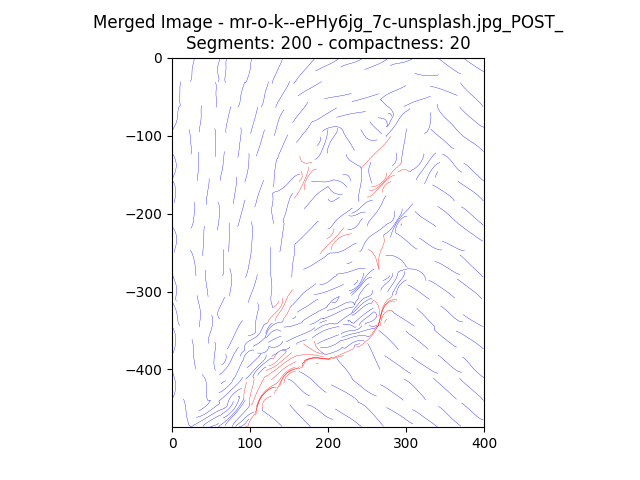 Merged Image - mr-o-k--ePHy6jg_7c-unsplash.jpg_POST_
Segments: 200 - compactness: 20
0
−100
−200
−300
−400
0 100 200 300 400